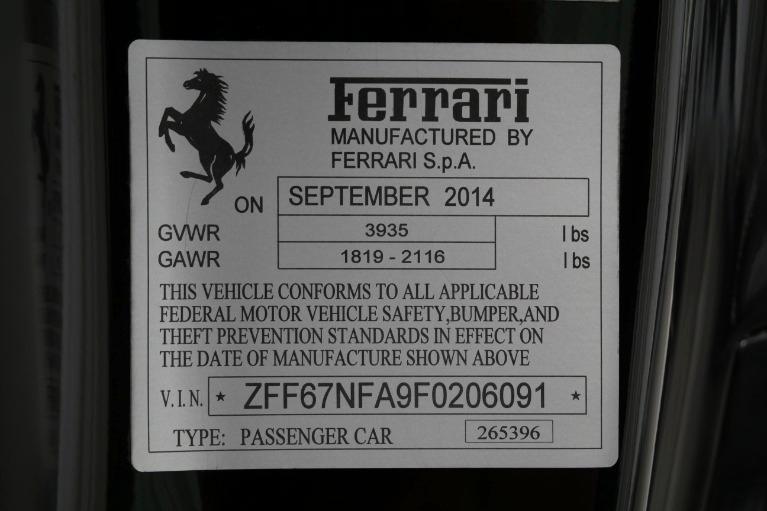 Ferrari
MANUFACTURED BY
FERRARI S.p.A.
ON SEPTEMBER 2014
GVWR 3935 lbs
GAWR 1819 - 2116 lbs
THIS VEHICLE CONFORMS TO ALL APPLICABLE
FEDERAL MOTOR VEHICLE SAFETY,BUMPER,AND
THEFT PREVENTION STANDARDS IN EFFECT ON
THE DATE OF MANUFACTURE SHOWN ABOVE
V.I.N. * ZFF67NFA9F0206091 *
TYPE: PASSENGER CAR 265396